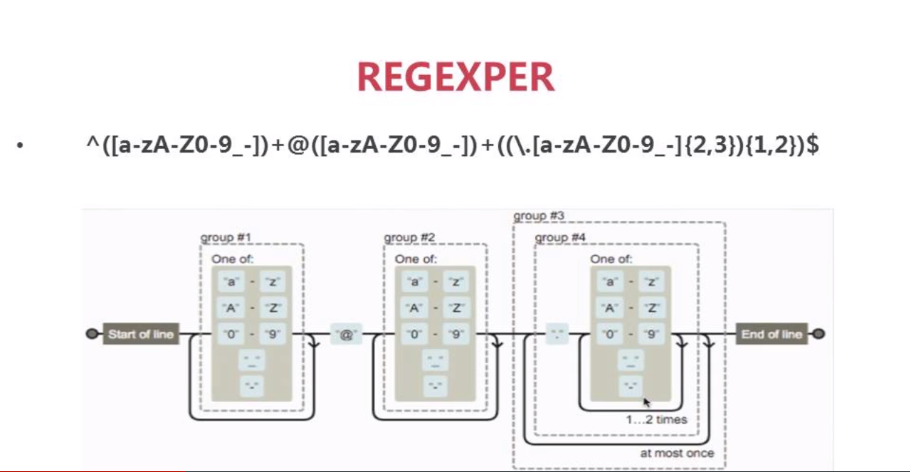 REGEXPER
• ^([a-zA-Z0-9_-])+@([a-zA-Z0-9_-])+((\.[a-zA-Z0-9_-]{2,3}){1,2})$
group #1
One of:
"a" - "z"
"A" - "Z"
"0" - "9"
"_"
"-"
group #2
One of:
"a" - "z"
"A" - "Z"
"0" - "9"
"_"
"-"
group #3
group #4
One of:
"a" - "z"
"A" - "Z"
"0" - "9"
"_"
"-"
Start of line
"@"
"."
End of line
1...2 times
at most once